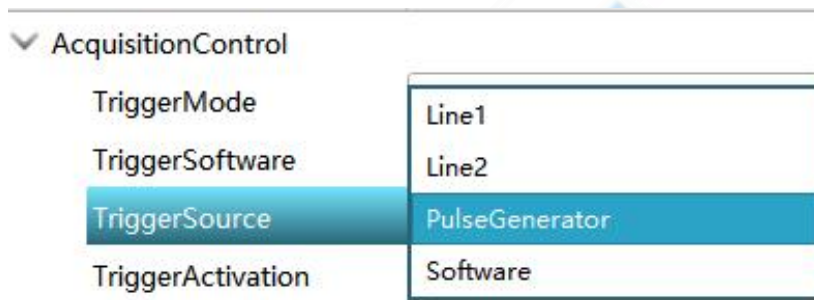 AcquisitionControl
TriggerMode
Line1
TriggerSoftware
Line2
TriggerSource
PulseGenerator
TriggerActivation
Software